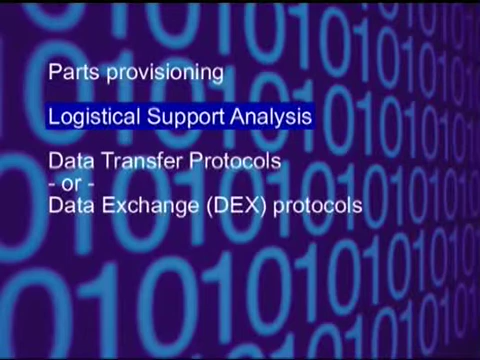 Parts provisioning
Logistical Support Analysis
Data Transfer Protocols
- or -
Data Exchange (DEX) protocols